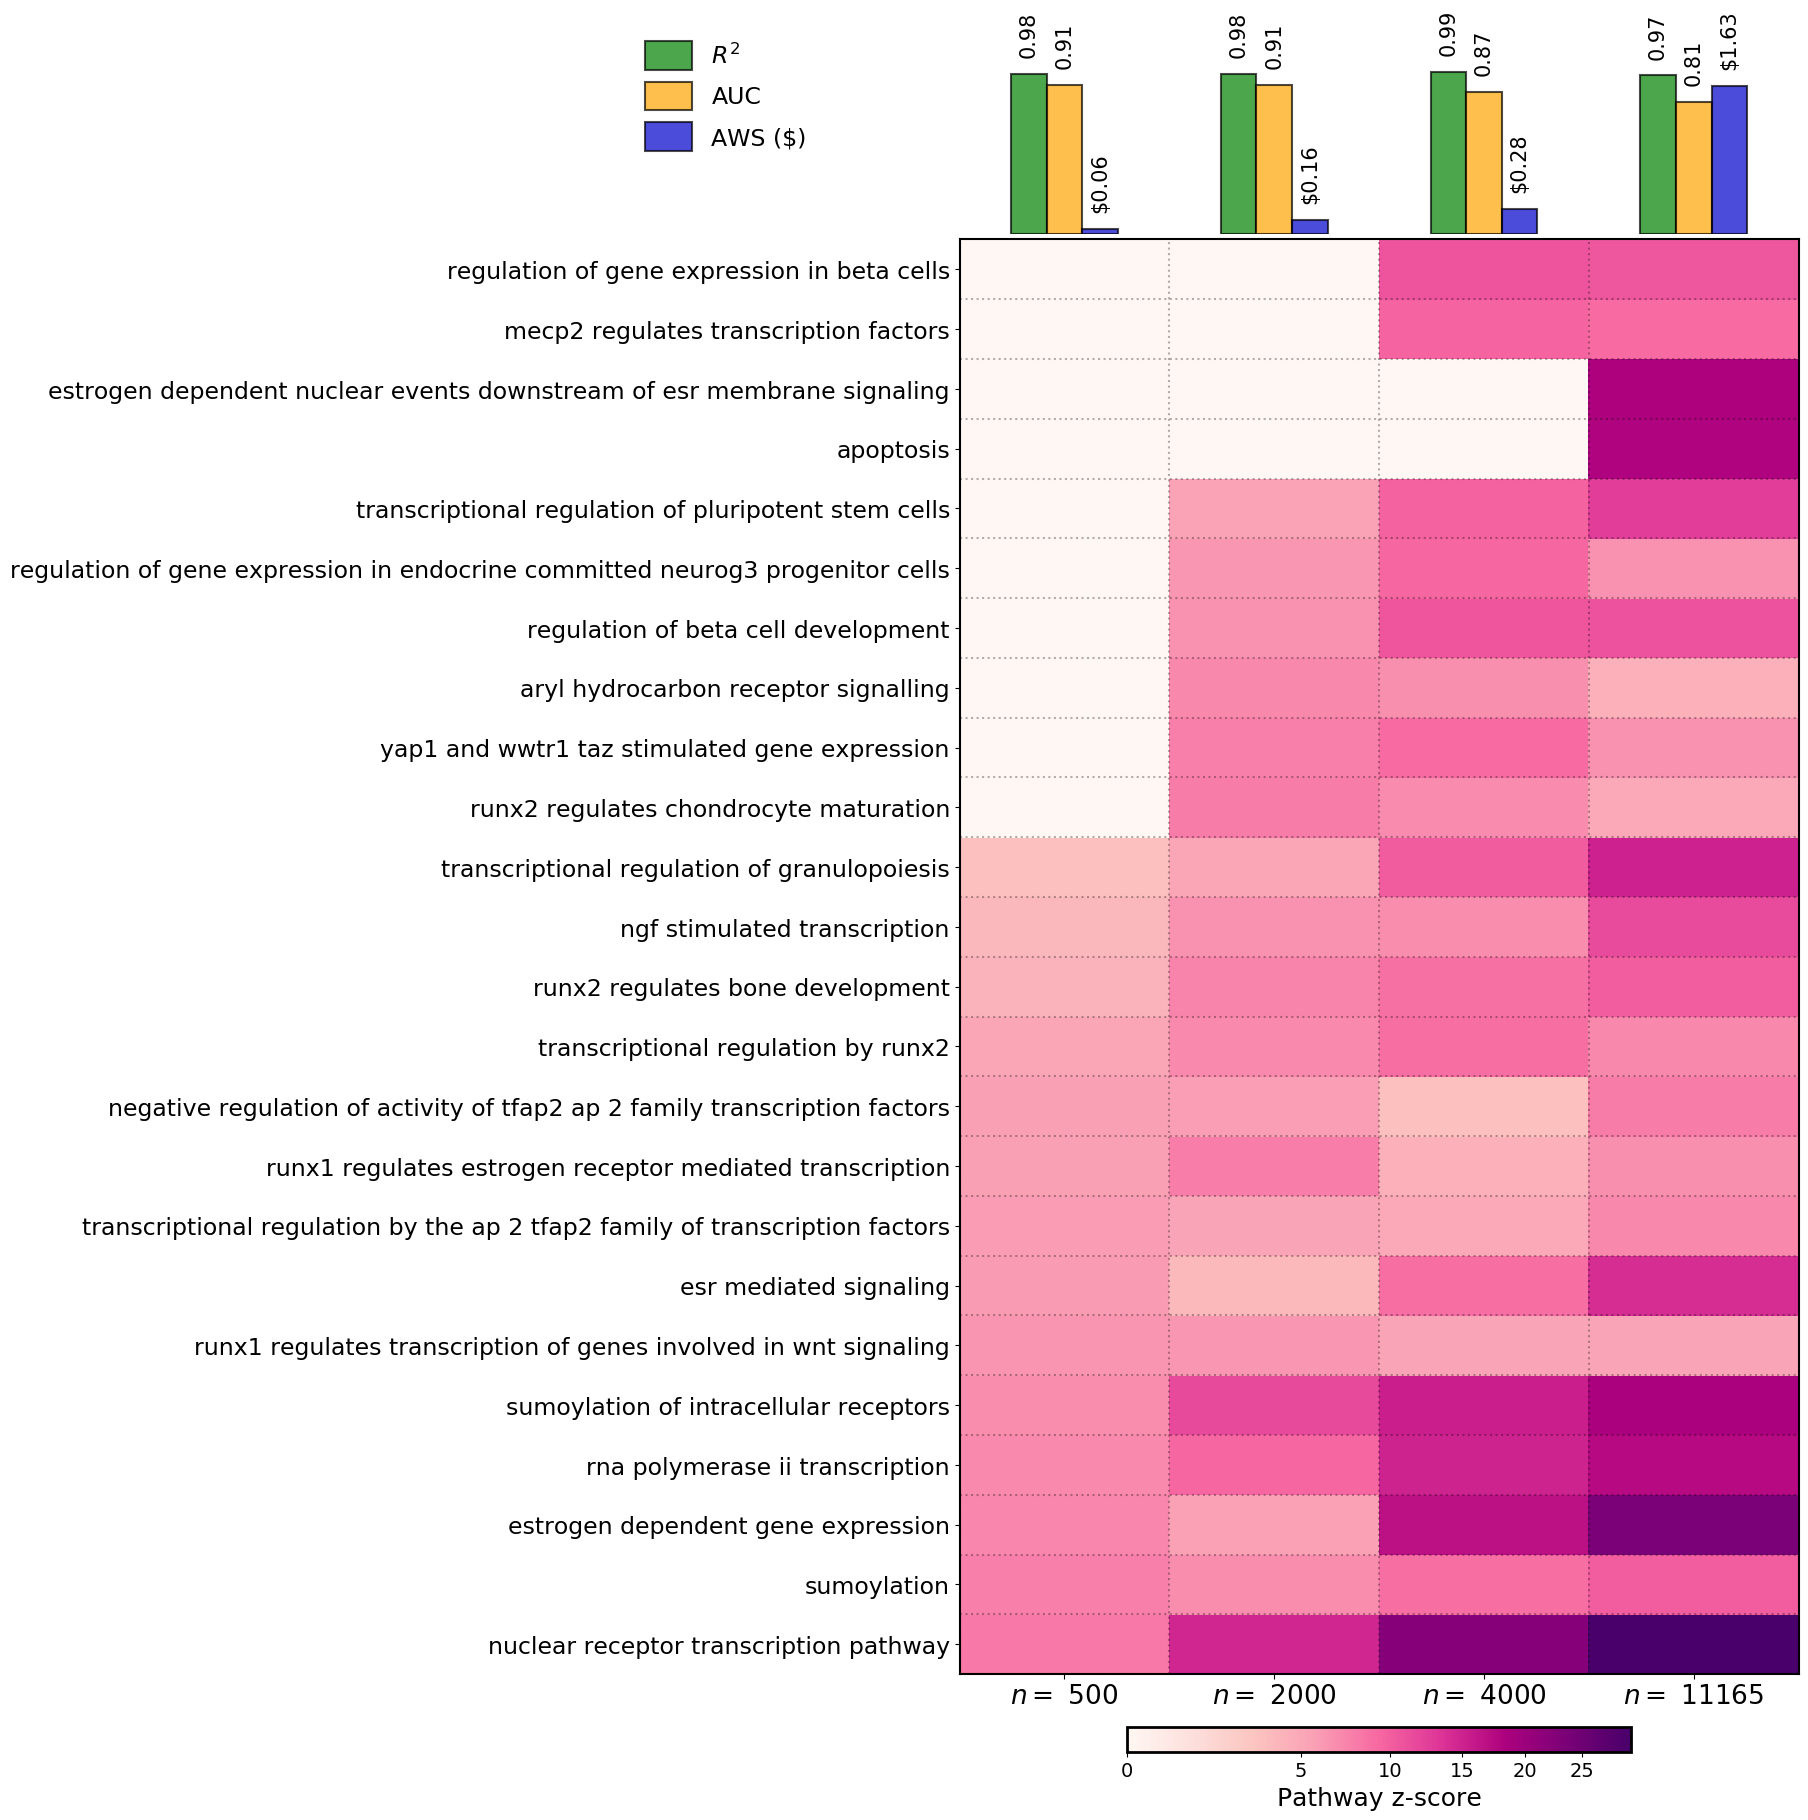 R²
AUC
AWS ($)
0.98
0.91
$0.06
0.98
0.91
$0.16
0.99
0.87
$0.28
0.97
0.81
$1.63
regulation of gene expression in beta cells
mecp2 regulates transcription factors
estrogen dependent nuclear events downstream of esr membrane signaling
apoptosis
transcriptional regulation of pluripotent stem cells
regulation of gene expression in endocrine committed neurog3 progenitor cells
regulation of beta cell development
aryl hydrocarbon receptor signalling
yap1 and wwtr1 taz stimulated gene expression
runx2 regulates chondrocyte maturation
transcriptional regulation of granulopoiesis
ngf stimulated transcription
runx2 regulates bone development
transcriptional regulation by runx2
negative regulation of activity of tfap2 ap 2 family transcription factors
runx1 regulates estrogen receptor mediated transcription
transcriptional regulation by the ap 2 tfap2 family of transcription factors
esr mediated signaling
runx1 regulates transcription of genes involved in wnt signaling
sumoylation of intracellular receptors
rna polymerase ii transcription
estrogen dependent gene expression
sumoylation
nuclear receptor transcription pathway
n = 500
n = 2000
n = 4000
n = 11165
0 5 10 15 20 25
Pathway z-score